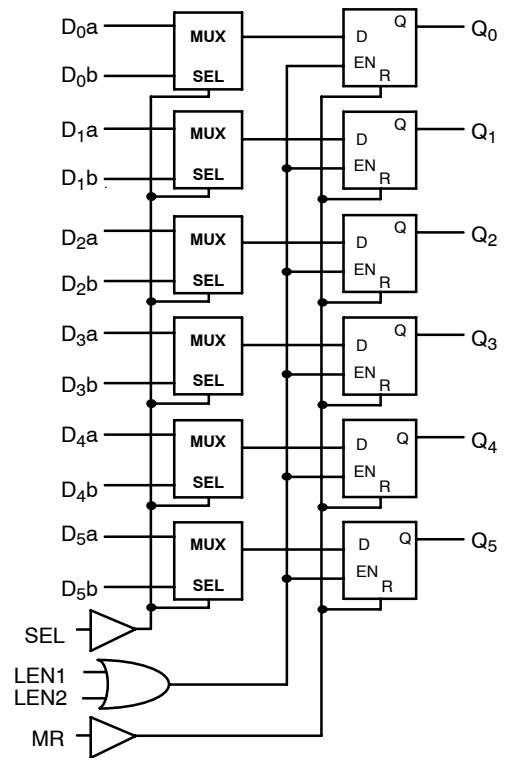 D₀a MUX D Q Q₀
D₀b SEL EN R
D₁a MUX D Q Q₁
D₁b SEL EN R
D₂a MUX D Q Q₂
D₂b SEL EN R
D₃a MUX D Q Q₃
D₃b SEL EN R
D₄a MUX D Q Q₄
D₄b SEL EN R
D₅a MUX D Q Q₅
D₅b SEL EN R
SEL
LEN1
LEN2
MR